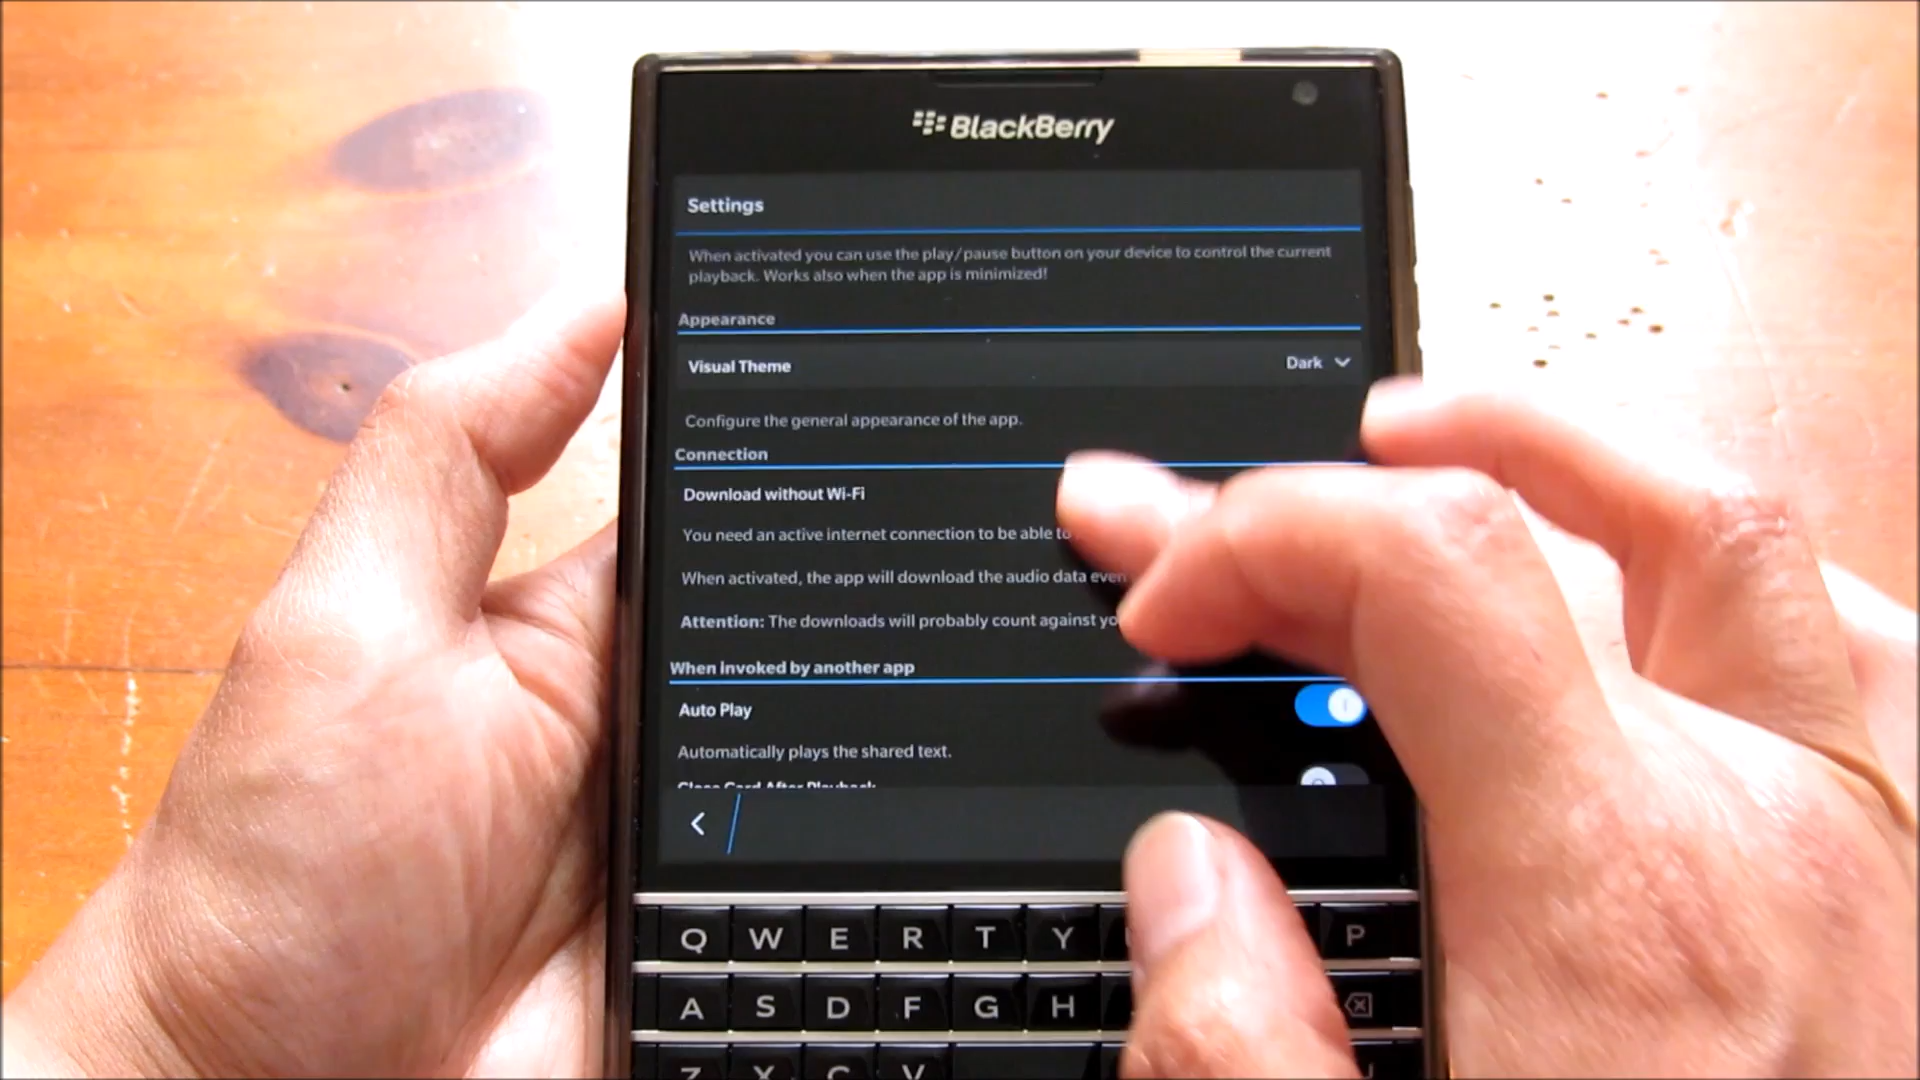 BlackBerry
Settings
When activated you can use the play/pause button on your device to control the current
playback. Works also when the app is minimized!
Appearance
Visual Theme
Dark
Configure the general appearance of the app.
Connection
Download without Wi-Fi
You need an active internet connection to be able to
When activated, the app will download the audio data even
Attention: The downloads will probably count against
When invoked by another app
Auto Play
Automatically plays the shared text.
Close Card After Playback
Q W E R T Y P
A S D F G H
Z X C V